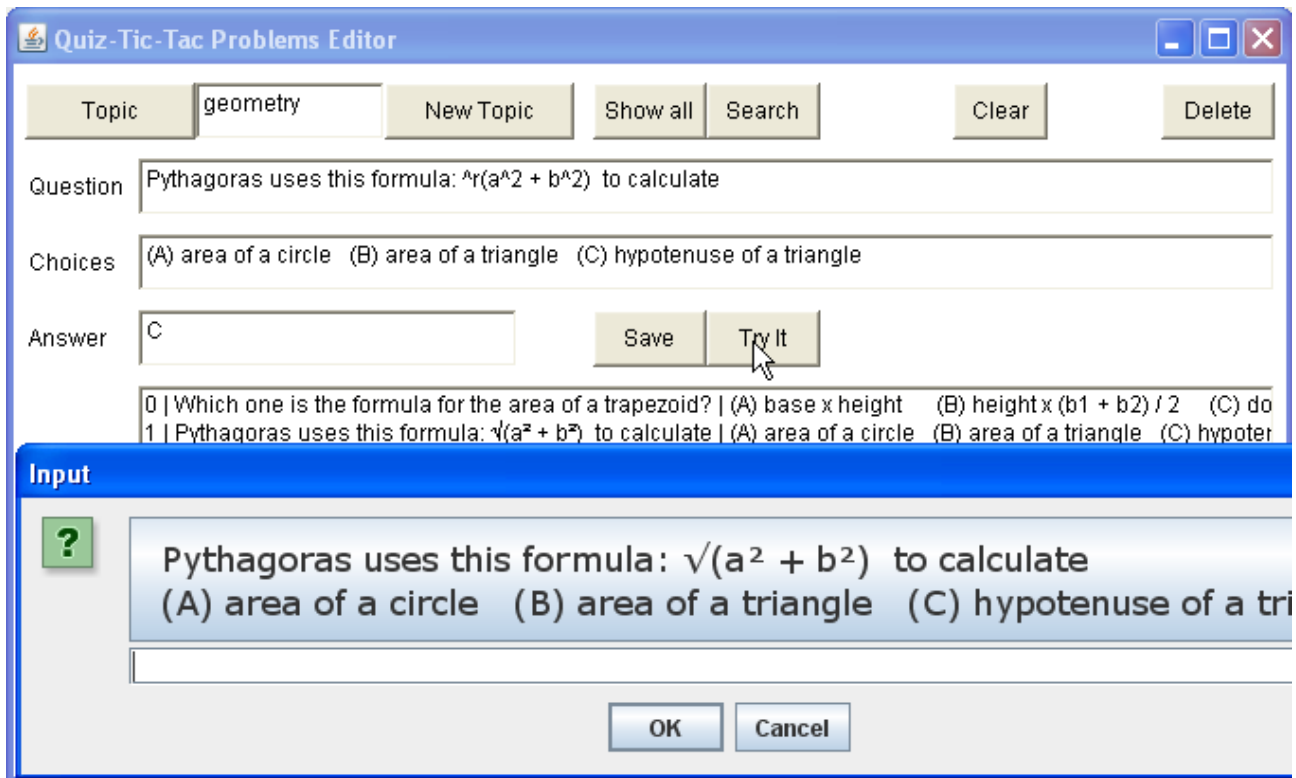 Quiz-Tic-Tac Problems Editor
Topic geometry New Topic Show all Search Clear Delete
Question Pythagoras uses this formula: ^r(a^2 + b^2)  to calculate
Choices (A) area of a circle   (B) area of a triangle   (C) hypotenuse of a triangle
Answer C Save Try It
0 | Which one is the formula for the area of a trapezoid? | (A) base x height     (B) height x (b1 + b2) / 2     (C) do
1 | Pythagoras uses this formula: √(a² + b²)  to calculate | (A) area of a circle   (B) area of a triangle   (C) hypoter
Input
?
Pythagoras uses this formula: √(a² + b²)  to calculate
(A) area of a circle   (B) area of a triangle   (C) hypotenuse of a tri
OK Cancel